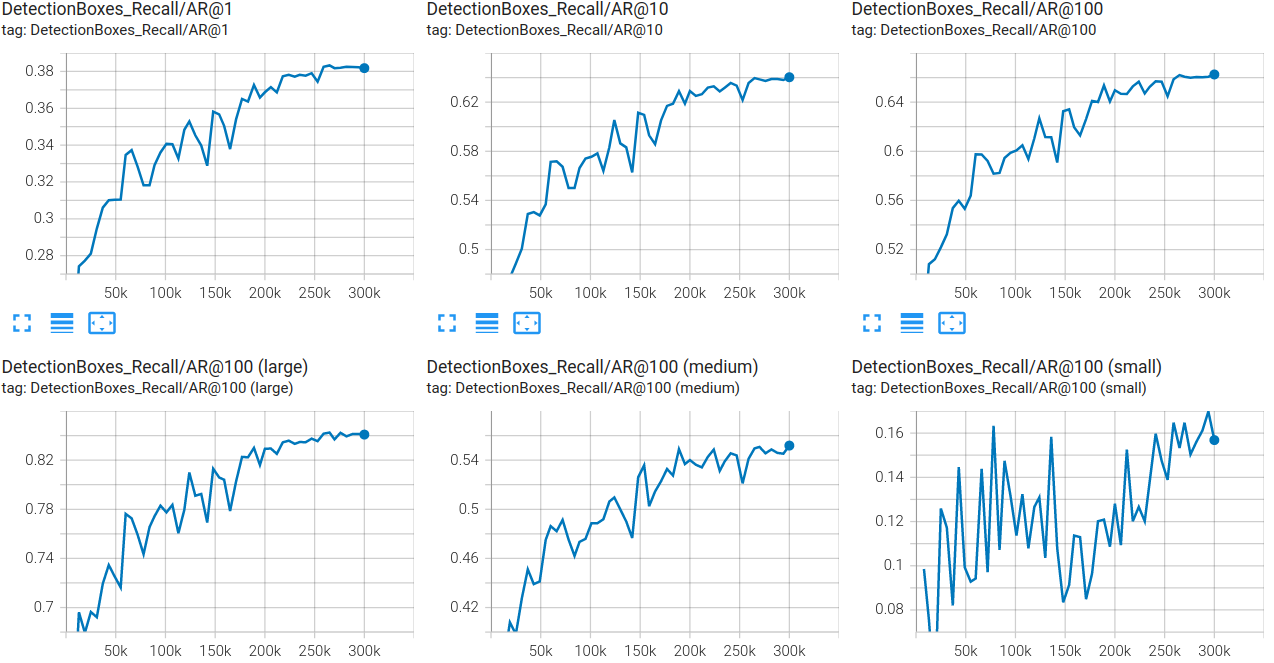 DetectionBoxes_Recall/AR@1
tag: DetectionBoxes_Recall/AR@1
0.38
0.36
0.34
0.32
0.3
0.28
50k 100k 150k 200k 250k 300k
DetectionBoxes_Recall/AR@10
tag: DetectionBoxes_Recall/AR@10
0.62
0.58
0.54
0.5
50k 100k 150k 200k 250k 300k
DetectionBoxes_Recall/AR@100
tag: DetectionBoxes_Recall/AR@100
0.64
0.6
0.56
0.52
50k 100k 150k 200k 250k 300k
DetectionBoxes_Recall/AR@100 (large)
tag: DetectionBoxes_Recall/AR@100 (large)
0.82
0.78
0.74
0.7
50k 100k 150k 200k 250k 300k
DetectionBoxes_Recall/AR@100 (medium)
tag: DetectionBoxes_Recall/AR@100 (medium)
0.54
0.5
0.46
0.42
50k 100k 150k 200k 250k 300k
DetectionBoxes_Recall/AR@100 (small)
tag: DetectionBoxes_Recall/AR@100 (small)
0.16
0.14
0.12
0.1
0.08
50k 100k 150k 200k 250k 300k